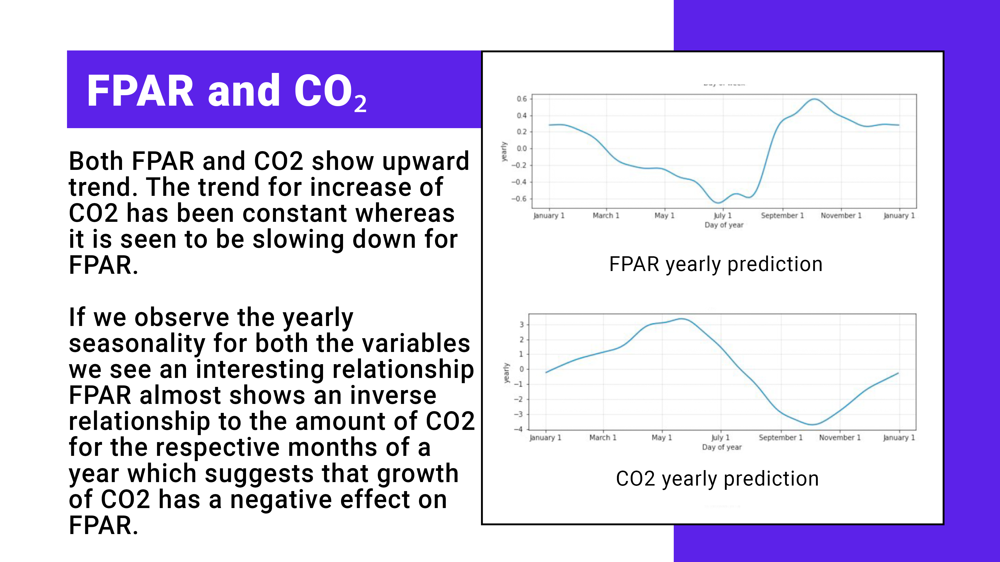 FPAR and CO₂
Both FPAR and CO2 show upward
trend. The trend for increase of
CO2 has been constant whereas
it is seen to be slowing down for
FPAR.
If we observe the yearly
seasonality for both the variables
we see an interesting relationship
FPAR almost shows an inverse
relationship to the amount of CO2
for the respective months of a
year which suggests that growth
of CO2 has a negative effect on
FPAR.
0.6
0.4
0.2
0.0
−0.2
−0.4
−0.6
yearly
January 1 March 1 May 1 July 1 September 1 November 1 January 1
Day of year
FPAR yearly prediction
3
2
1
0
−1
−2
−3
−4
yearly
January 1 March 1 May 1 July 1 September 1 November 1 January 1
Day of year
CO2 yearly prediction